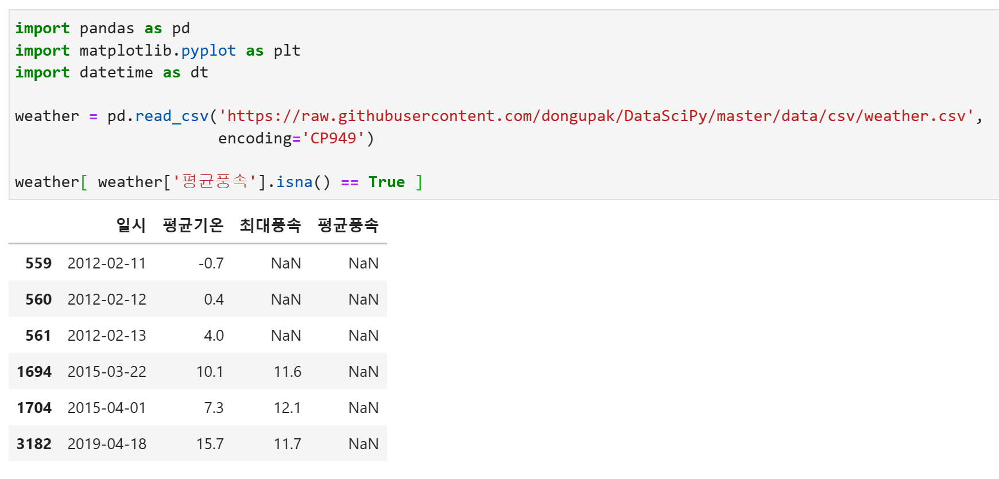 import pandas as pd
import matplotlib.pyplot as plt
import datetime as dt
weather = pd.read_csv('https://raw.githubusercontent.com/dongupak/DataSciPy/master/data/csv/weather.csv',
encoding='CP949')
weather[ weather['평균풍속'].isna() == True ]
일시 평균기온 최대풍속 평균풍속
559 2012-02-11 -0.7 NaN NaN
560 2012-02-12 0.4 NaN NaN
561 2012-02-13 4.0 NaN NaN
1694 2015-03-22 10.1 11.6 NaN
1704 2015-04-01 7.3 12.1 NaN
3182 2019-04-18 15.7 11.7 NaN